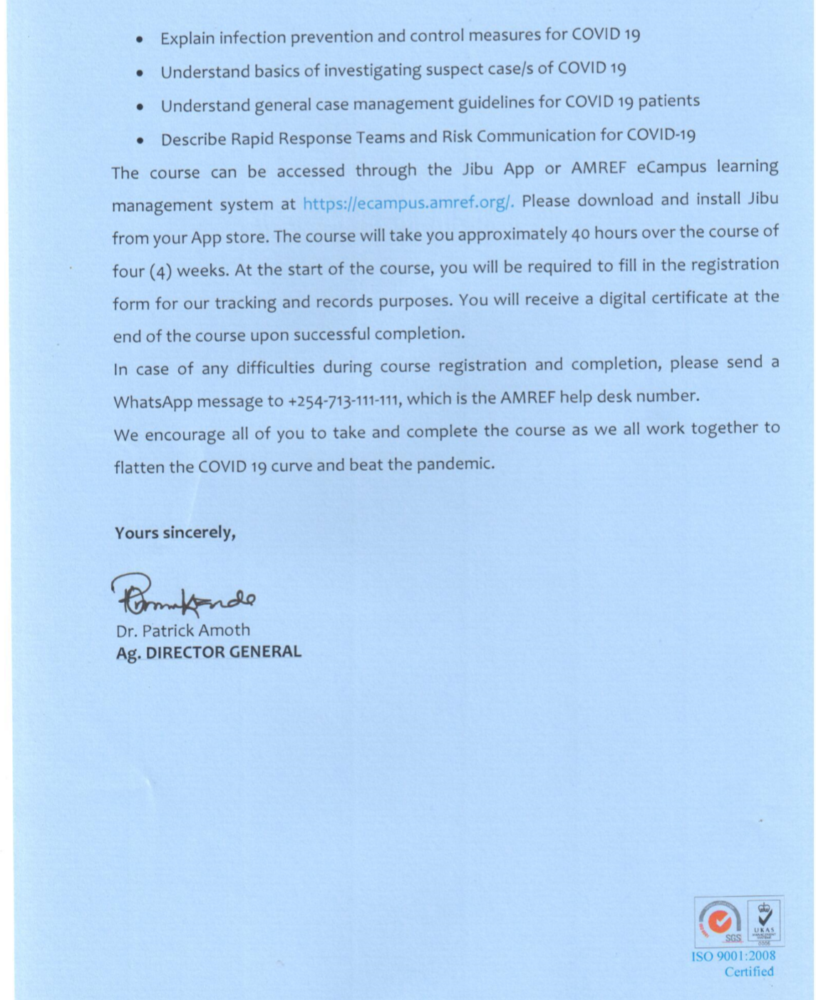 • Explain infection prevention and control measures for COVID 19
• Understand basics of investigating suspect case/s of COVID 19
• Understand general case management guidelines for COVID 19 patients
• Describe Rapid Response Teams and Risk Communication for COVID-19
The course can be accessed through the Jibu App or AMREF eCampus learning
management system at https://ecampus.amref.org/. Please download and install Jibu
from your App store. The course will take you approximately 40 hours over the course of
four (4) weeks. At the start of the course, you will be required to fill in the registration
form for our tracking and records purposes. You will receive a digital certificate at the
end of the course upon successful completion.
In case of any difficulties during course registration and completion, please send a
WhatsApp message to +254-713-111-111, which is the AMREF help desk number.
We encourage all of you to take and complete the course as we all work together to
flatten the COVID 19 curve and beat the pandemic.
Yours sincerely,
Dr. Patrick Amoth
Ag. DIRECTOR GENERAL
SGS
UKAS
ISO 9001:2008
Certified